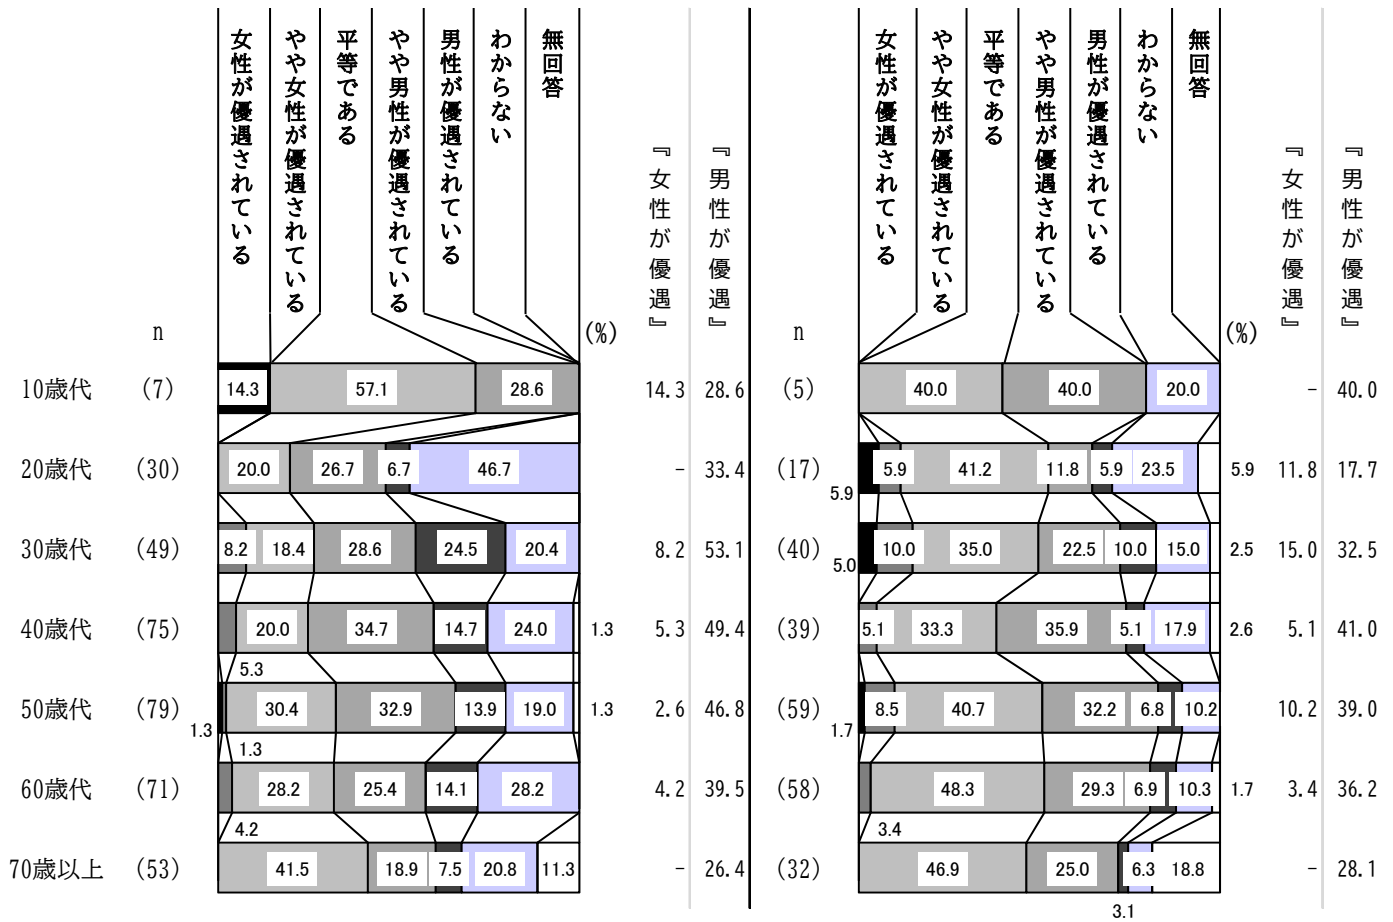 女性が優遇されている
やや女性が優遇されている
平等である
やや男性が優遇されている
男性が優遇されている
わからない
無回答
『女性が優遇』
『男性が優遇』
女性が優遇されている
やや女性が優遇されている
平等である
やや男性が優遇されている
男性が優遇されている
わからない
無回答
『女性が優遇』
『男性が優遇』
n (%) n (%)
10歳代 (7) 14.3 57.1 28.6 14.3 28.6 (5) 40.0 40.0 20.0 - 40.0
20歳代 (30) 20.0 26.7 6.7 46.7 - 33.4 (17) 5.9 5.9 41.2 11.8 5.9 23.5 5.9 11.8 17.7
30歳代 (49) 8.2 18.4 28.6 24.5 20.4 8.2 53.1 (40) 5.0 10.0 35.0 22.5 10.0 15.0 2.5 15.0 32.5
40歳代 (75) 5.3 20.0 34.7 14.7 24.0 1.3 5.3 49.4 (39) 5.1 33.3 35.9 5.1 17.9 2.6 5.1 41.0
50歳代 (79) 1.3 1.3 30.4 32.9 13.9 19.0 1.3 2.6 46.8 (59) 1.7 8.5 40.7 32.2 6.8 10.2 10.2 39.0
60歳代 (71) 4.2 28.2 25.4 14.1 28.2 4.2 39.5 (58) 3.4 48.3 29.3 6.9 10.3 1.7 3.4 36.2
70歳以上 (53) 41.5 18.9 7.5 20.8 11.3 - 26.4 (32) 46.9 25.0 3.1 6.3 18.8 - 28.1